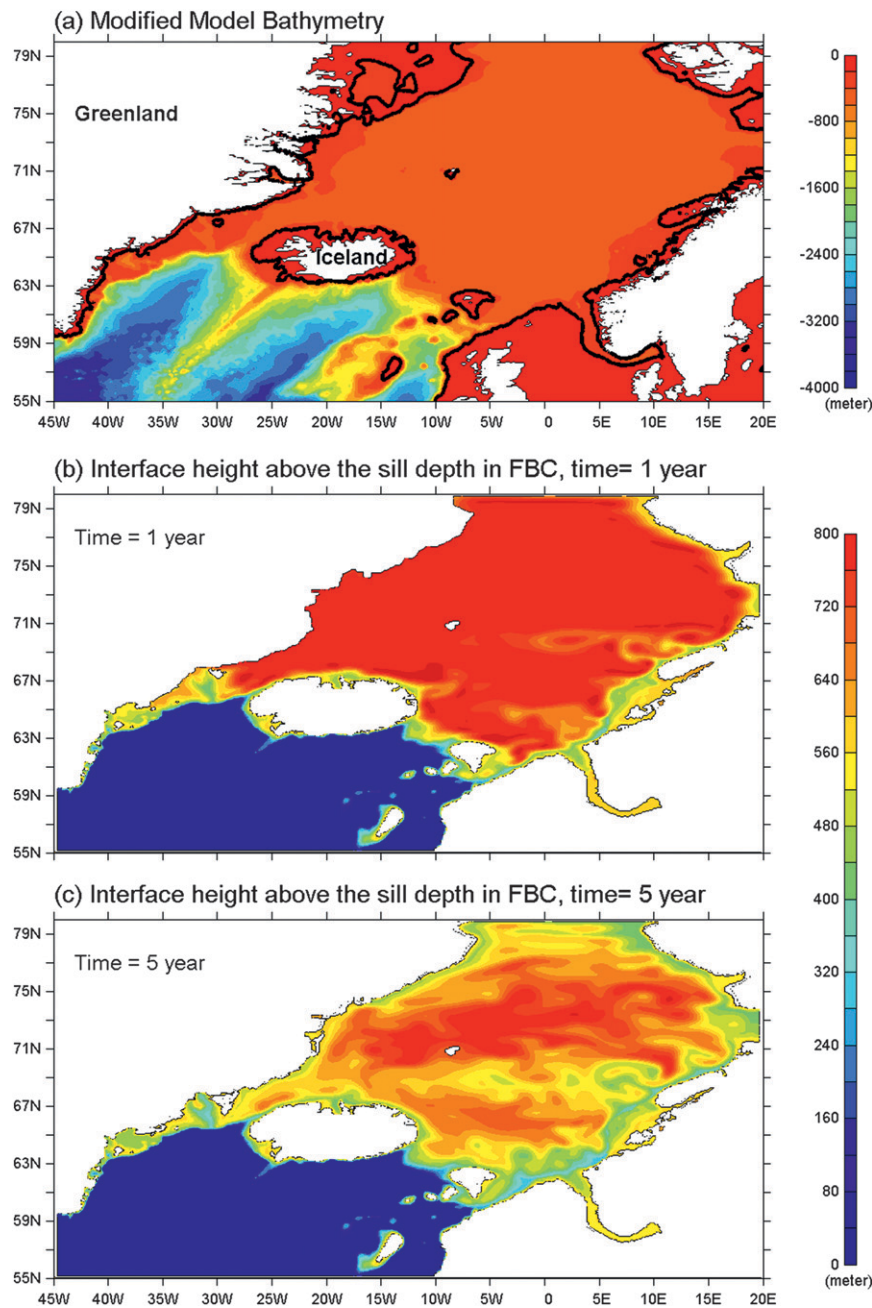 (a) Modified Model Bathymetry
79N
75N
71N
67N
63N
59N
55N
Greenland
Iceland
45W 40W 35W 30W 25W 20W 15W 10W 5W 0 5E 10E 15E 20E
0
-800
-1600
-2400
-3200
-4000
(meter)
(b) Interface height above the sill depth in FBC, time= 1 year
Time = 1 year
79N
75N
71N
67N
63N
59N
55N
(c) Interface height above the sill depth in FBC, time= 5 year
Time = 5 year
79N
75N
71N
67N
63N
59N
55N
45W 40W 35W 30W 25W 20W 15W 10W 5W 0 5E 10E 15E 20E
800
720
640
560
480
400
320
240
160
80
0
(meter)